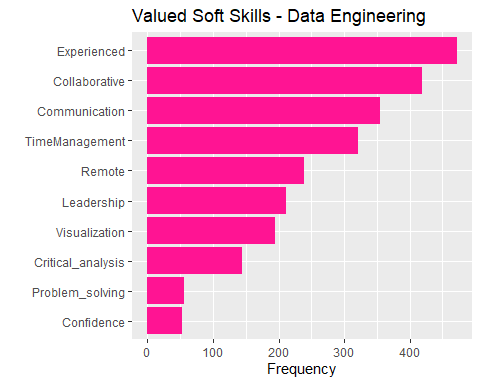 Valued Soft Skills - Data Engineering
Experienced
Collaborative
Communication
TimeManagement
Remote
Leadership
Visualization
Critical_analysis
Problem_solving
Confidence
0 100 200 300 400
Frequency